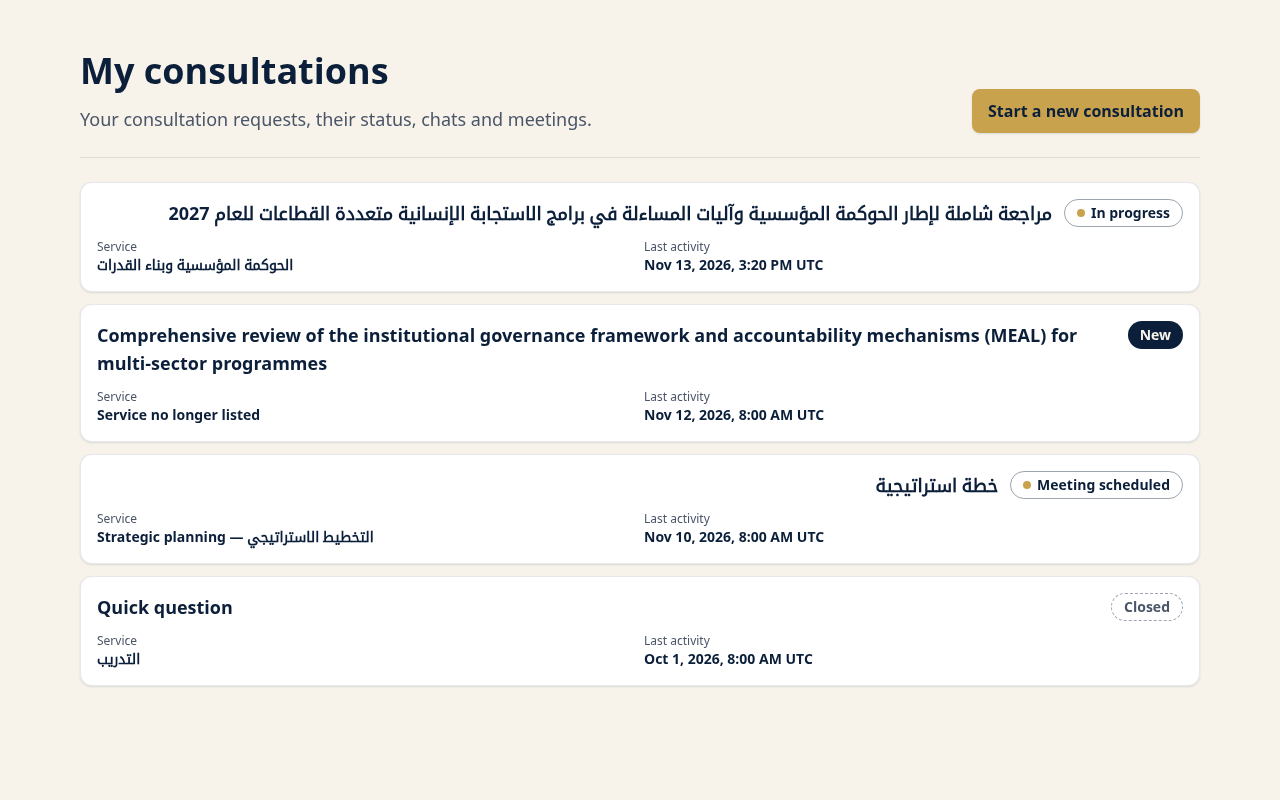 My consultations
Your consultation requests, their status, chats and meetings.
Start a new consultation
مراجعة شاملة لإطار الحوكمة المؤسسية وآليات المساءلة في برامج الاستجابة الإنسانية متعددة القطاعات للعام 2027
In progress
Service
الحوكمة المؤسسية وبناء القدرات
Last activity
Nov 13, 2026, 3:20 PM UTC
Comprehensive review of the institutional governance framework and accountability mechanisms (MEAL) for
multi-sector programmes
New
Service
Service no longer listed
Last activity
Nov 12, 2026, 8:00 AM UTC
خطة استراتيجية
Meeting scheduled
Service
Strategic planning — التخطيط الاستراتيجي
Last activity
Nov 10, 2026, 8:00 AM UTC
Quick question
Closed
Service
التدريب
Last activity
Oct 1, 2026, 8:00 AM UTC